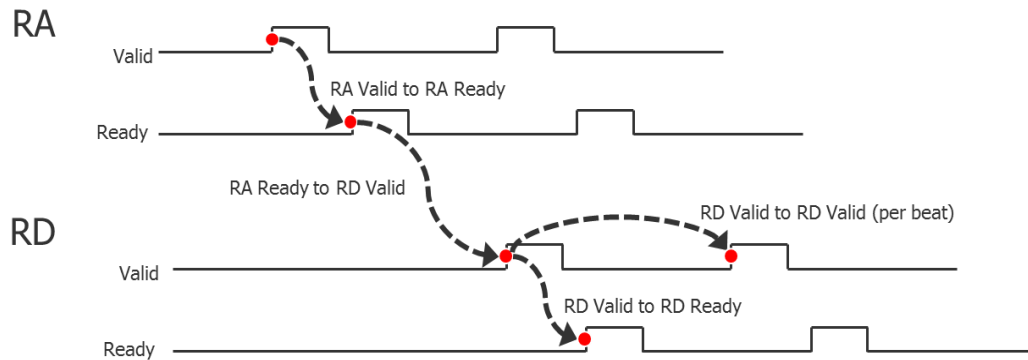 RA
Valid
RA Valid to RA Ready
Ready
RA Ready to RD Valid
RD Valid to RD Valid (per beat)
RD
Valid
RD Valid to RD Ready
Ready